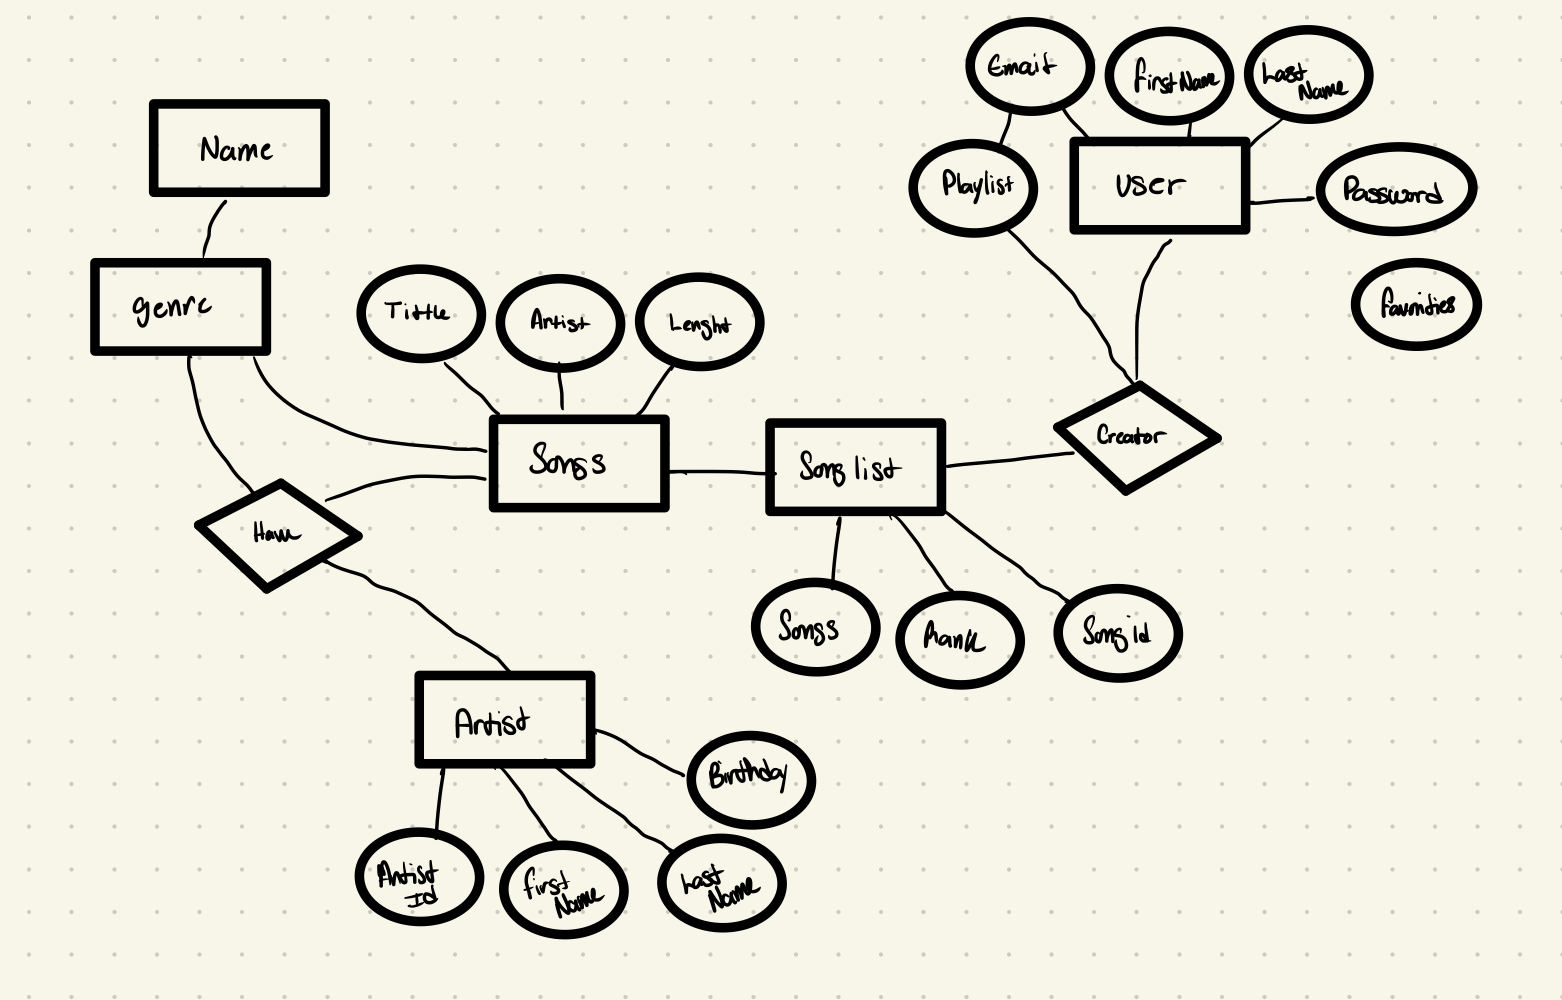 Email
First Name
Last
Name
Name
Playlist
User
Password
genre
Tittle
Artist
Lenght
Favorities
Songs
Song list
Creator
Have
Songs
Rank
Song id
Artist
Birthday
Artist
Id
First
Name
Last
Name